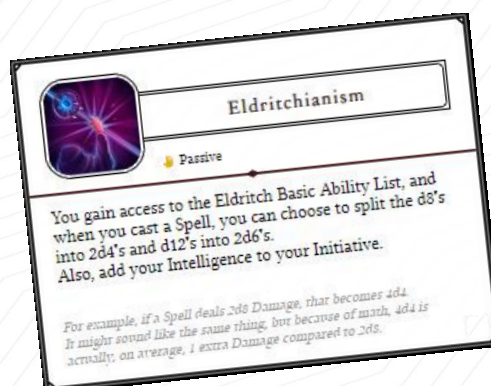 Eldritchianism
Passive
You gain access to the Eldritch Basic Ability List, and
when you cast a Spell, you can choose to split the d8's
into 2d4's and d12's into 2d6's.
Also, add your Intelligence to your Initiative.
For example, if a Spell deals 2d8 Damage, that becomes 4d4.
It might sound like the same thing, but because of math, 4d4 is
actually, on average, 1 extra Damage compared to 2d8.